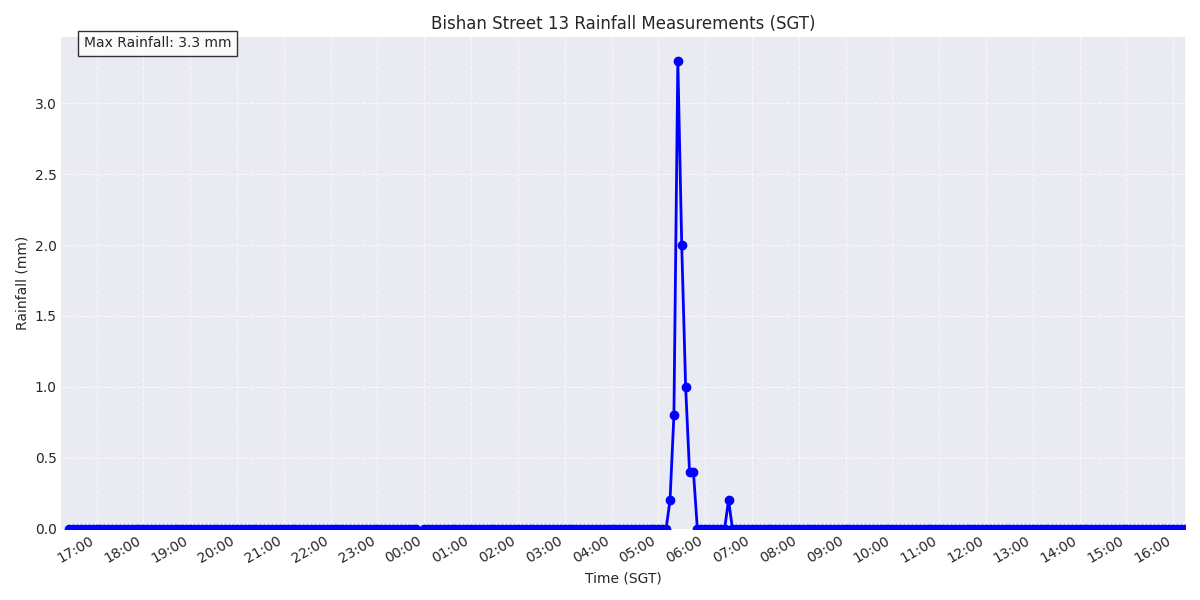 Bishan Street 13 Rainfall Measurements (SGT)
Max Rainfall: 3.3 mm
Rainfall (mm)
3.0
2.5
2.0
1.5
1.0
0.5
0.0
17:00 18:00 19:00 20:00 21:00 22:00 23:00 00:00 01:00 02:00 03:00 04:00 05:00 06:00 07:00 08:00 09:00 10:00 11:00 12:00 13:00 14:00 15:00 16:00
Time (SGT)